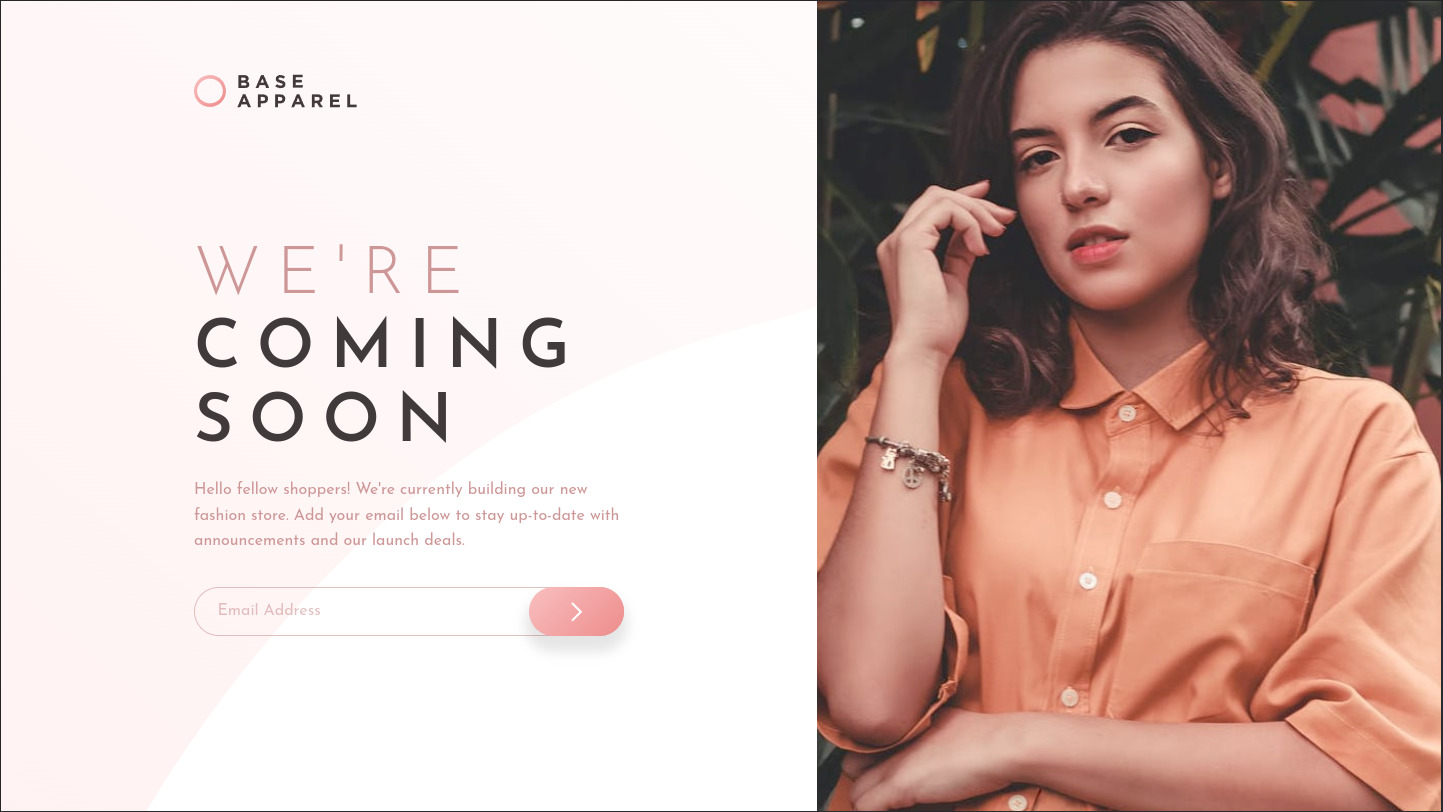 BASE
APPAREL
WE'RE
COMING
SOON
Hello fellow shoppers! We're currently building our new
fashion store. Add your email below to stay up-to-date with
announcements and our launch deals.
Email Address